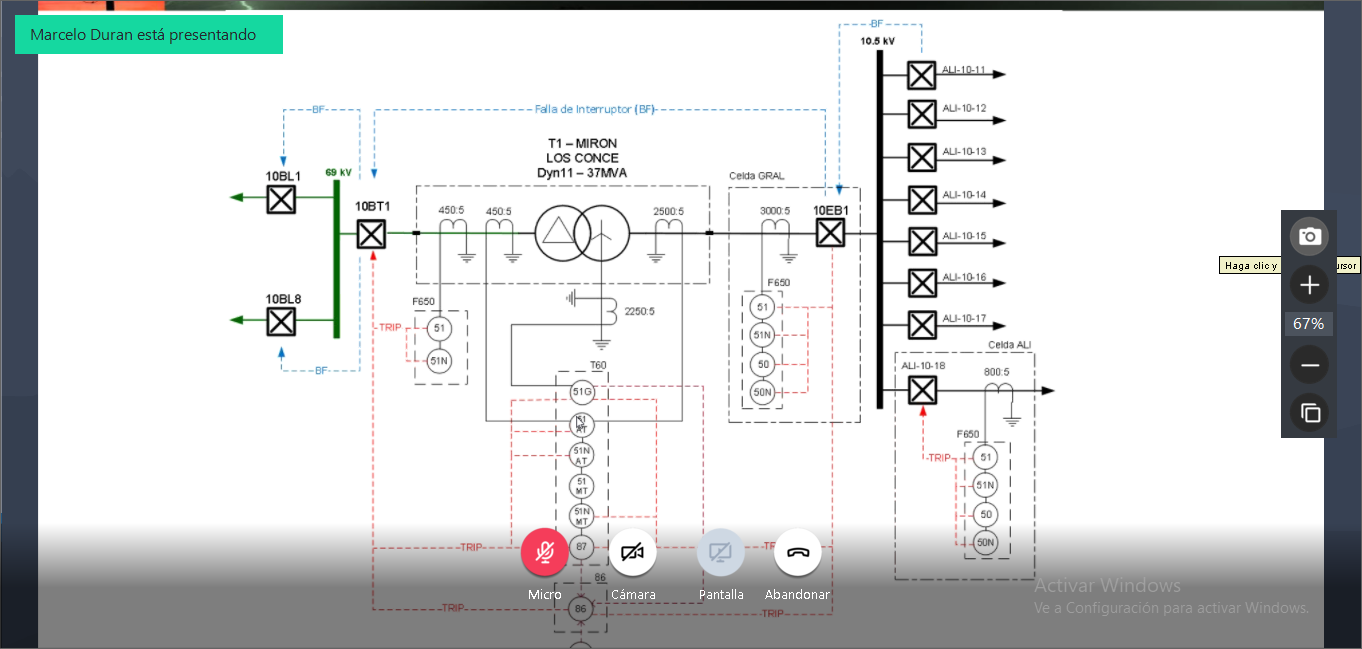 Marcelo Duran está presentando
BF
10.5 kV
ALI-10-11
ALI-10-12
ALI-10-13
ALI-10-14
ALI-10-15
ALI-10-16
ALI-10-17
BF
Falla de Interruptor (BF)
T1 – MIRON
LOS CONCE
Dyn11 – 37MVA
Celda GRAL
10BL1
69 kV
10BT1
450:5
450:5
2500:5
3000:5
10EB1
Haga clic y
ursor
67%
10BL8
BF
F650
51
51N
TRIP
2250:5
F650
51
51N
50
50N
Celda ALI
ALI-10-18
800:5
F650
51
51N
50
50N
TRIP
T60
51G
51
AT
51N
AT
51
MT
51N
MT
87
TRIP
86
86
TRIP
TRIP
Micro
Cámara
Pantalla
Abandonar
Activar Windows
Ve a Configuración para activar Windows.